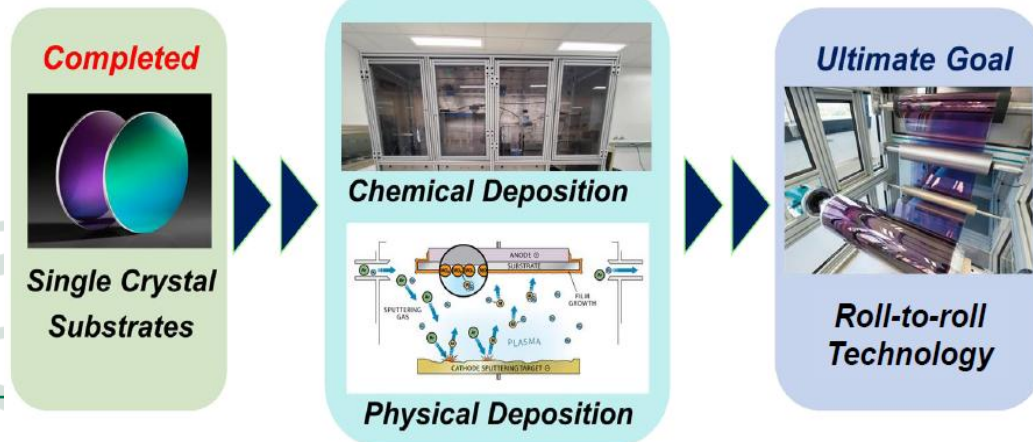 Completed
Single Crystal
Substrates
Chemical Deposition
ANODE ⊕
SUBSTRATE
SPUTTERING
GAS
FILM
GROWTH
PLASMA
CATHODE SPUTTERING TARGET ⊖
Physical Deposition
Ultimate Goal
Roll-to-roll
Technology